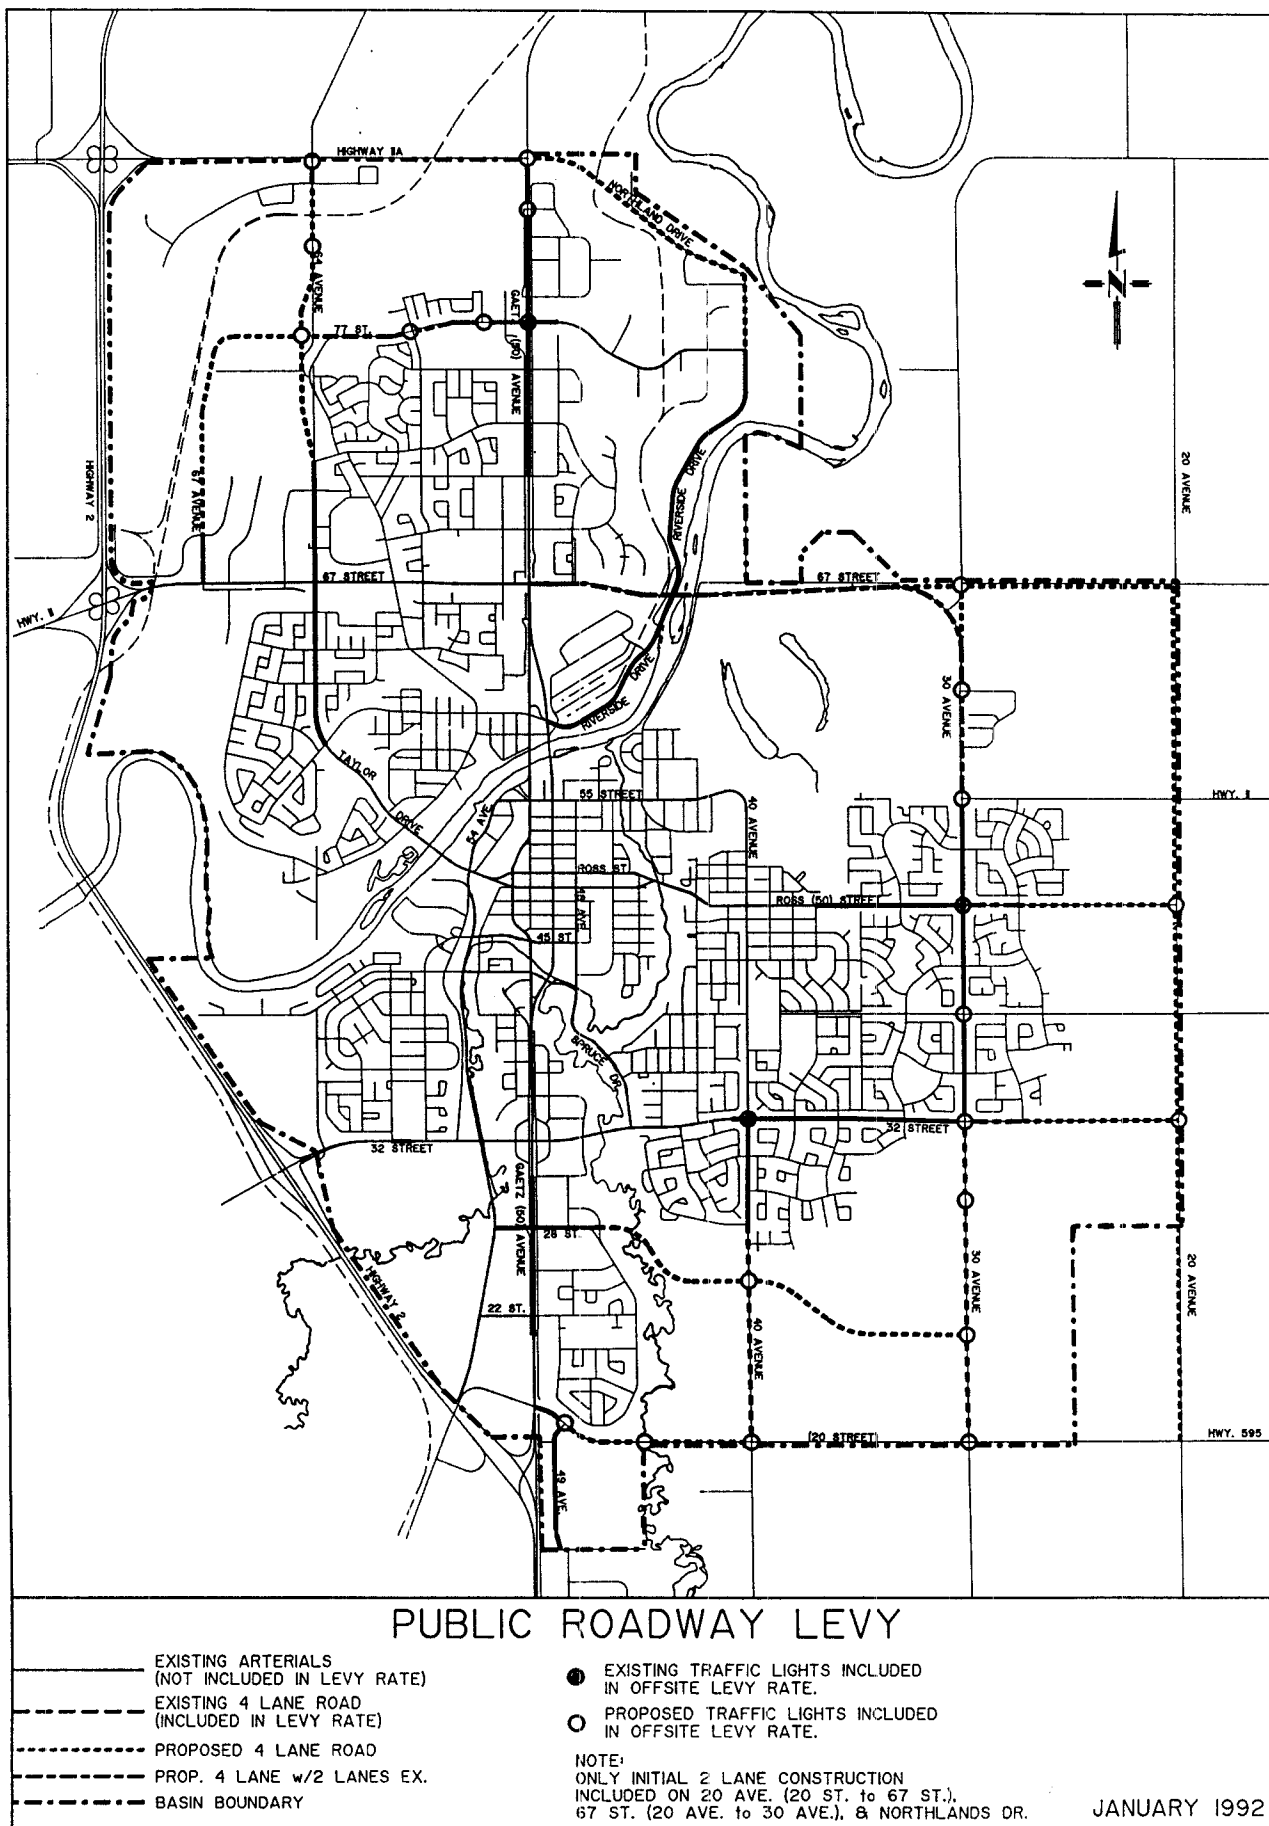 HIGHWAY 11A
NORTHLAND DRIVE
64 AVENUE
GAETZ (50) AVENUE
77 ST.
HIGHWAY 2
67 AVENUE
RIVERSIDE DRIVE
20 AVENUE
67 STREET
67 STREET
HWY. 11
RIVERSIDE DRIVE
30 AVENUE
TAYLOR DRIVE
54 AVE.
55 STREET
40 AVENUE
HWY. 11
ROSS ST.
48 AVE.
ROSS (50) STREET
45 ST.
SPRUCE DR.
32 STREET
32 STREET
GAETZ (50) AVENUE
28 ST.
HIGHWAY 2
22 ST.
40 AVENUE
30 AVENUE
20 AVENUE
(20 STREET)
HWY. 595
49 AVE.
PUBLIC ROADWAY LEVY
EXISTING ARTERIALS
(NOT INCLUDED IN LEVY RATE)
EXISTING 4 LANE ROAD
(INCLUDED IN LEVY RATE)
PROPOSED 4 LANE ROAD
PROP. 4 LANE w/2 LANES EX.
BASIN BOUNDARY
EXISTING TRAFFIC LIGHTS INCLUDED
IN OFFSITE LEVY RATE.
PROPOSED TRAFFIC LIGHTS INCLUDED
IN OFFSITE LEVY RATE.
NOTE:
ONLY INITIAL 2 LANE CONSTRUCTION
INCLUDED ON 20 AVE. (20 ST. to 67 ST.),
67 ST. (20 AVE. to 30 AVE.), & NORTHLANDS DR.
JANUARY 1992